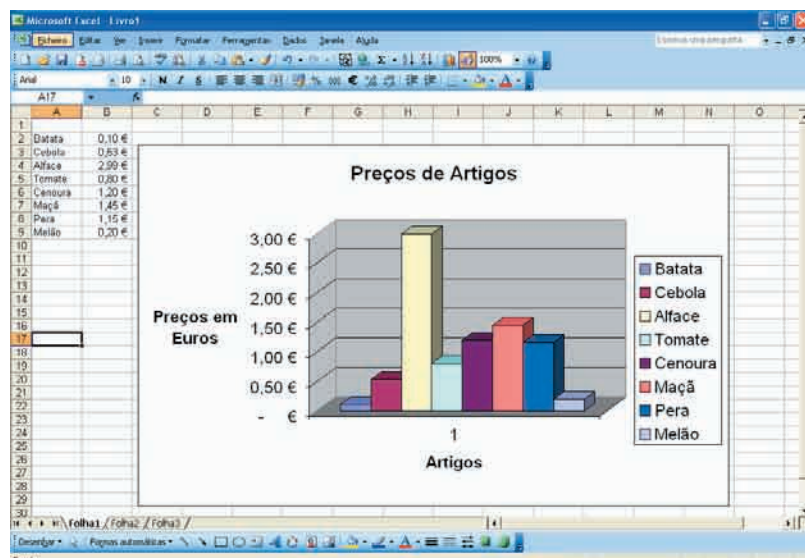 Microsoft Excel - Livro1
Ficheiro Editar Ver Inserir Formatar Ferramentas Dados Janela Ajuda
100%
Arial 10 N I S
A17
A B C D E F G H I J K L M N O
1
2 Batata 0,10 €
3 Cebola 0,53 €
4 Alface 2,99 €
5 Tomate 0,80 €
6 Cenoura 1,20 €
7 Maçã 1,45 €
8 Pera 1,15 €
9 Melão 0,20 €
10
11
12
13
14
15
16
17
18
19
20
21
22
23
24
25
26
27
28
29
30
Preços de Artigos
3,00 €
2,50 €
2,00 €
1,50 €
1,00 €
0,50 €
- €
Preços em
Euros
1
Artigos
Batata
Cebola
Alface
Tomate
Cenoura
Maçã
Pera
Melão
Folha1 / Folha2 / Folha3 /
Desenhar Formas automáticas